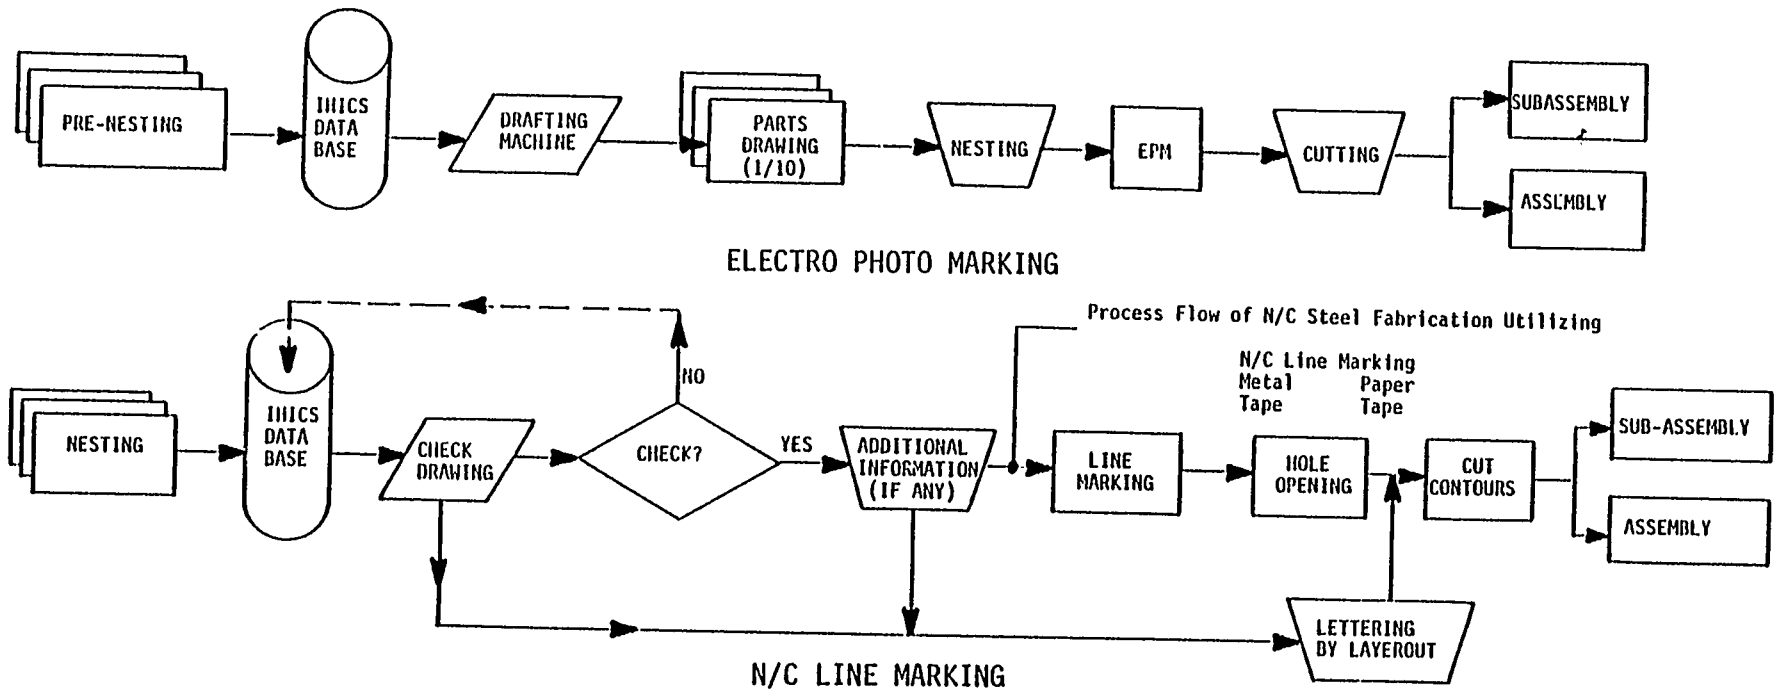 PRE-NESTING
IHICS
DATA
BASE
DRAFTING
MACHINE
PARTS
DRAWING
(1/10)
NESTING
EPM
CUTTING
SUBASSEMBLY
ASSEMBLY
ELECTRO PHOTO MARKING
Process Flow of N/C Steel Fabrication Utilizing
N/C Line Marking
Metal Paper
Tape Tape
NESTING
IHICS
DATA
BASE
CHECK
DRAWING
CHECK?
NO
YES
ADDITIONAL
INFORMATION
(IF ANY)
LINE
MARKING
HOLE
OPENING
CUT
CONTOURS
SUB-ASSEMBLY
ASSEMBLY
LETTERING
BY LAYEROUT
N/C LINE MARKING